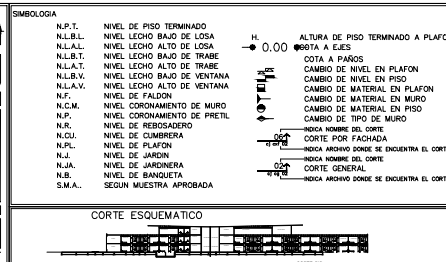 SIMBOLOGIA
N.P.T. NIVEL DE PISO TERMINADO
N.L.B.L. NIVEL LECHO BAJO DE LOSA
N.L.A.L. NIVEL LECHO ALTO DE LOSA
N.L.B.T. NIVEL LECHO BAJO DE TRABE
N.L.A.T. NIVEL LECHO ALTO DE TRABE
N.L.B.V. NIVEL LECHO BAJO DE VENTANA
N.L.A.V. NIVEL LECHO ALTO DE VENTANA
N.F. NIVEL DE FALDON
N.C.M. NIVEL CORONAMIENTO DE MURO
N.P. NIVEL CORONAMIENTO DE PRETIL
N.R. NIVEL DE REBOSADERO
N.CU. NIVEL DE CUMBRERA
N.PL. NIVEL DE PLAFON
N.J. NIVEL DE JARDIN
N.JA. NIVEL DE JARDINERA
N.B. NIVEL DE BANQUETA
S.M.A.. SEGUN MUESTRA APROBADA
H. ALTURA DE PISO TERMINADO A PLAFO
0.00 COTA A EJES
COTA A PAÑOS
CAMBIO DE NIVEL EN PLAFON
CAMBIO DE NIVEL EN PISO
CAMBIO DE MATERIAL EN PLAFON
CAMBIO DE MATERIAL EN MURO
CAMBIO DE MATERIAL EN PISO
CAMBIO DE TIPO DE MURO
INDICA NOMBRE DEL CORTE
06 CORTE POR FACHADA
INDICA ARCHIVO DONDE SE ENCUENTRA EL CORT
INDICA NOMBRE DEL CORTE
02 CORTE GENERAL
INDICA ARCHIVO DONDE SE ENCUENTRA EL CORT
CORTE ESQUEMATICO